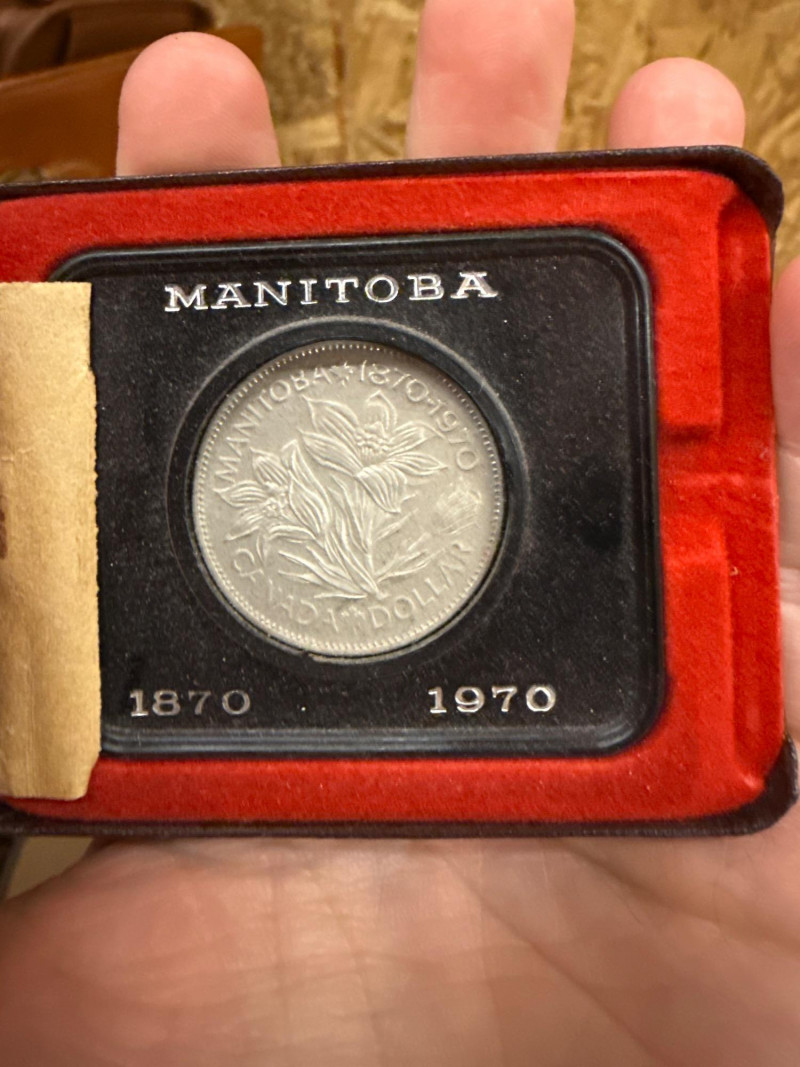 MANITOBA
MANITOBA 1870-1970
CANADA DOLLAR
1870 1970